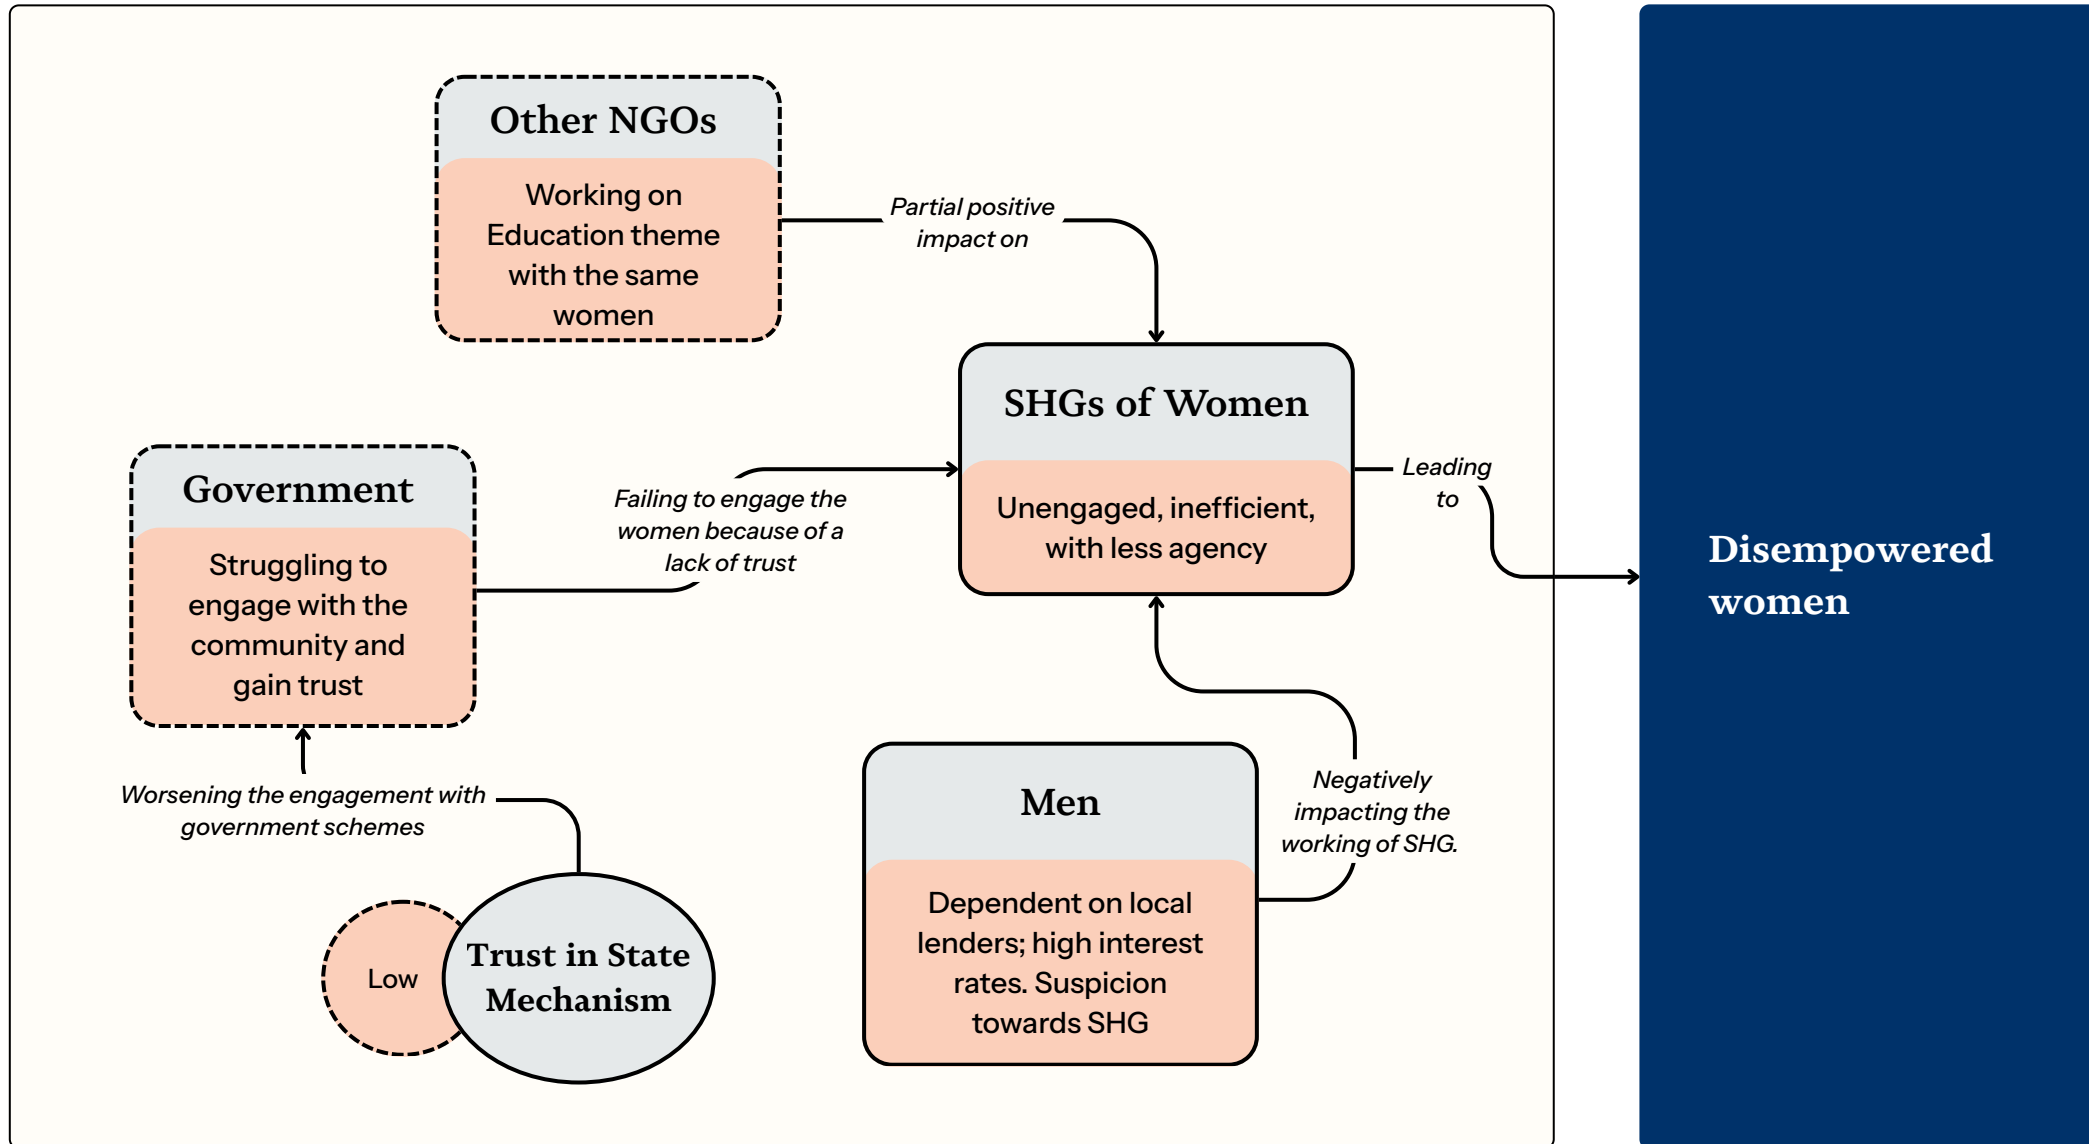 Other NGOs
Working on
Education theme
with the same
women
Partial positive
impact on
SHGs of Women
Unengaged, inefficient,
with less agency
Leading
to
Disempowered
women
Government
Struggling to
engage with the
community and
gain trust
Failing to engage the
women because of a
lack of trust
Worsening the engagement with
government schemes
Low
Trust in State
Mechanism
Men
Dependent on local
lenders; high interest
rates. Suspicion
towards SHG
Negatively
impacting the
working of SHG.